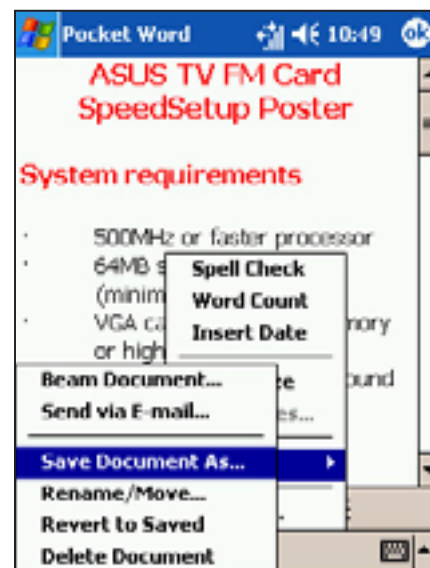 Pocket Word 10:49 ok
ASUS TV FM Card
SpeedSetup Poster
System requirements
· 500MHz or faster processor
· 64MB
(minim
· VGA ca
or high
Spell Check
Word Count
Insert Date
Beam Document...
Send via E-mail...
Save Document As...
Rename/Move...
Revert to Saved
Delete Document